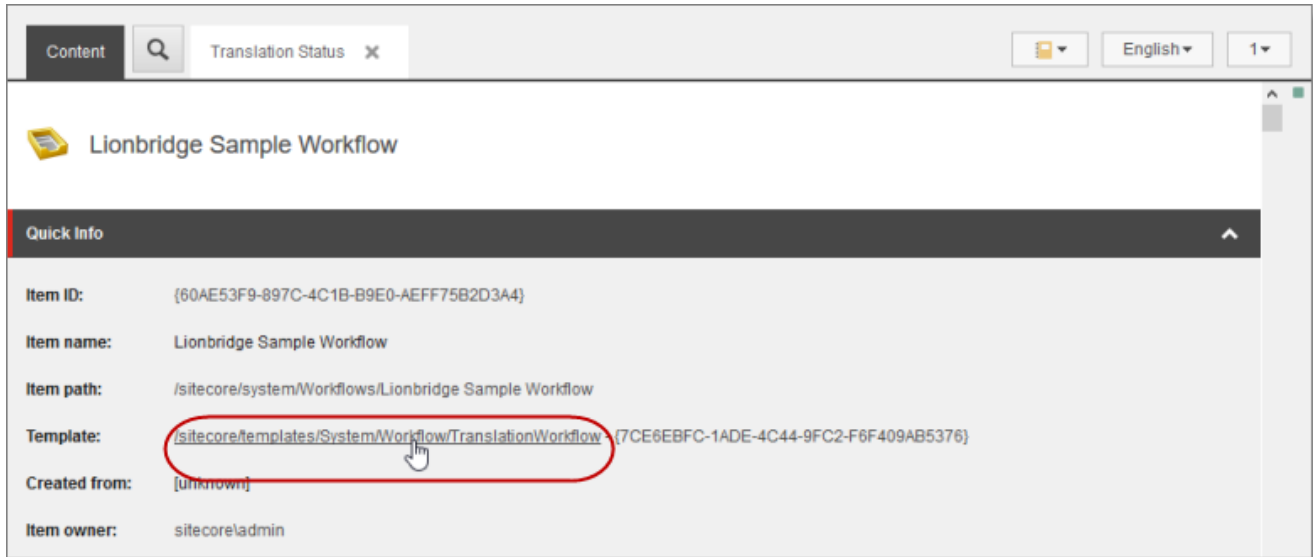 Content Translation Status English 1
Lionbridge Sample Workflow
Quick Info
Item ID: {60AE53F9-897C-4C1B-B9E0-AEFF75B2D3A4}
Item name: Lionbridge Sample Workflow
Item path: /sitecore/system/Workflows/Lionbridge Sample Workflow
Template: /sitecore/templates/System/Workflow/TranslationWorkflow - {7CE6EBFC-1ADE-4C44-9FC2-F6F409AB5376}
Created from: [unknown]
Item owner: sitecore\admin